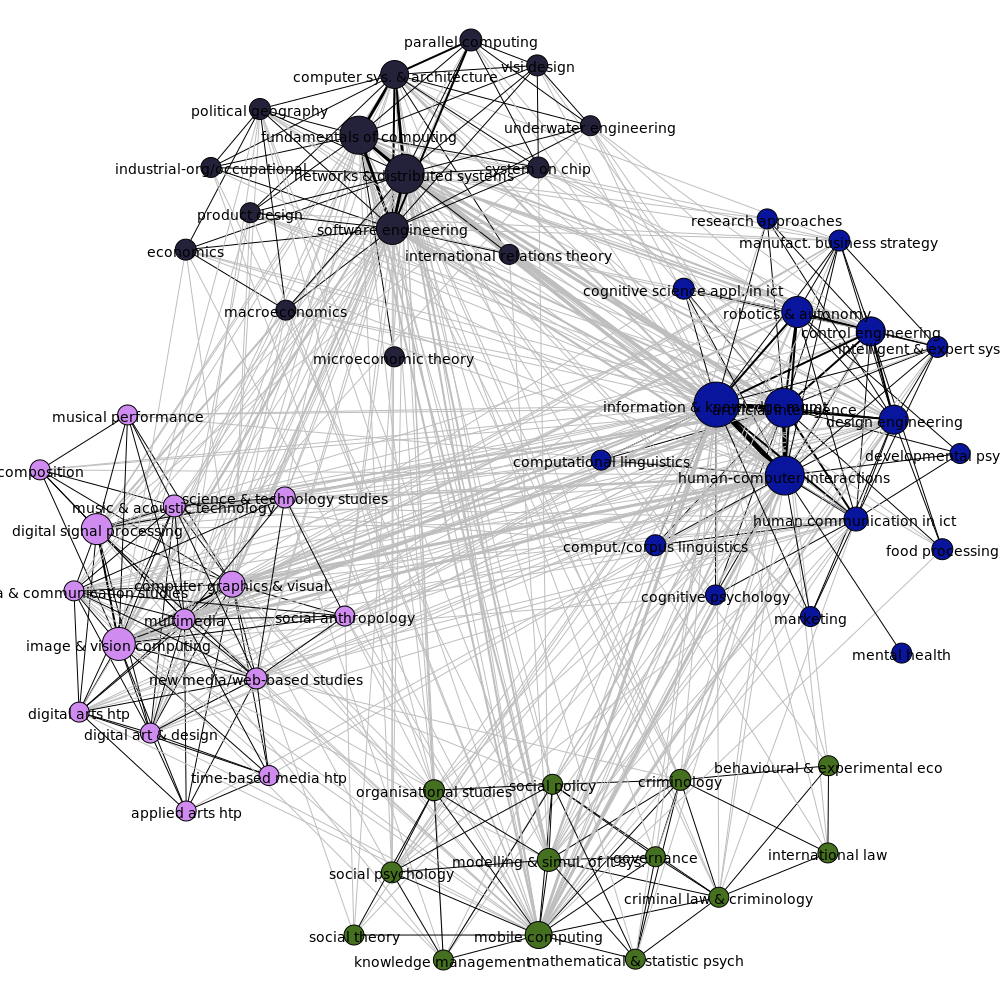 parallel computing
vlsi design
computer sys. & architecture
political geography
underwater engineering
fundamentals of computing
industrial-org/occupational
system on chip
networks & distributed systems
product design
software engineering
economics
international relations theory
macroeconomics
microeconomic theory
research approaches
manufact. business strategy
cognitive science appl. in ict
robotics & autonomy
control engineering
intelligent & expert sys
information & knowledge mgmt
artificial intelligence
design engineering
developmental psy
computational linguistics
human-computer interactions
human communication in ict
comput./corpus linguistics
food processing
cognitive psychology
marketing
mental health
musical performance
composition
science & technology studies
music & acoustic technology
digital signal processing
computer graphics & visual.
a & communication studies
multimedia
social anthropology
image & vision computing
new media/web-based studies
digital arts htp
digital art & design
time-based media htp
applied arts htp
behavioural & experimental eco
criminology
social policy
organisational studies
modelling & simul. of it sys.
governance
international law
social psychology
criminal law & criminology
social theory
mobile computing
knowledge management
mathematical & statistic psych